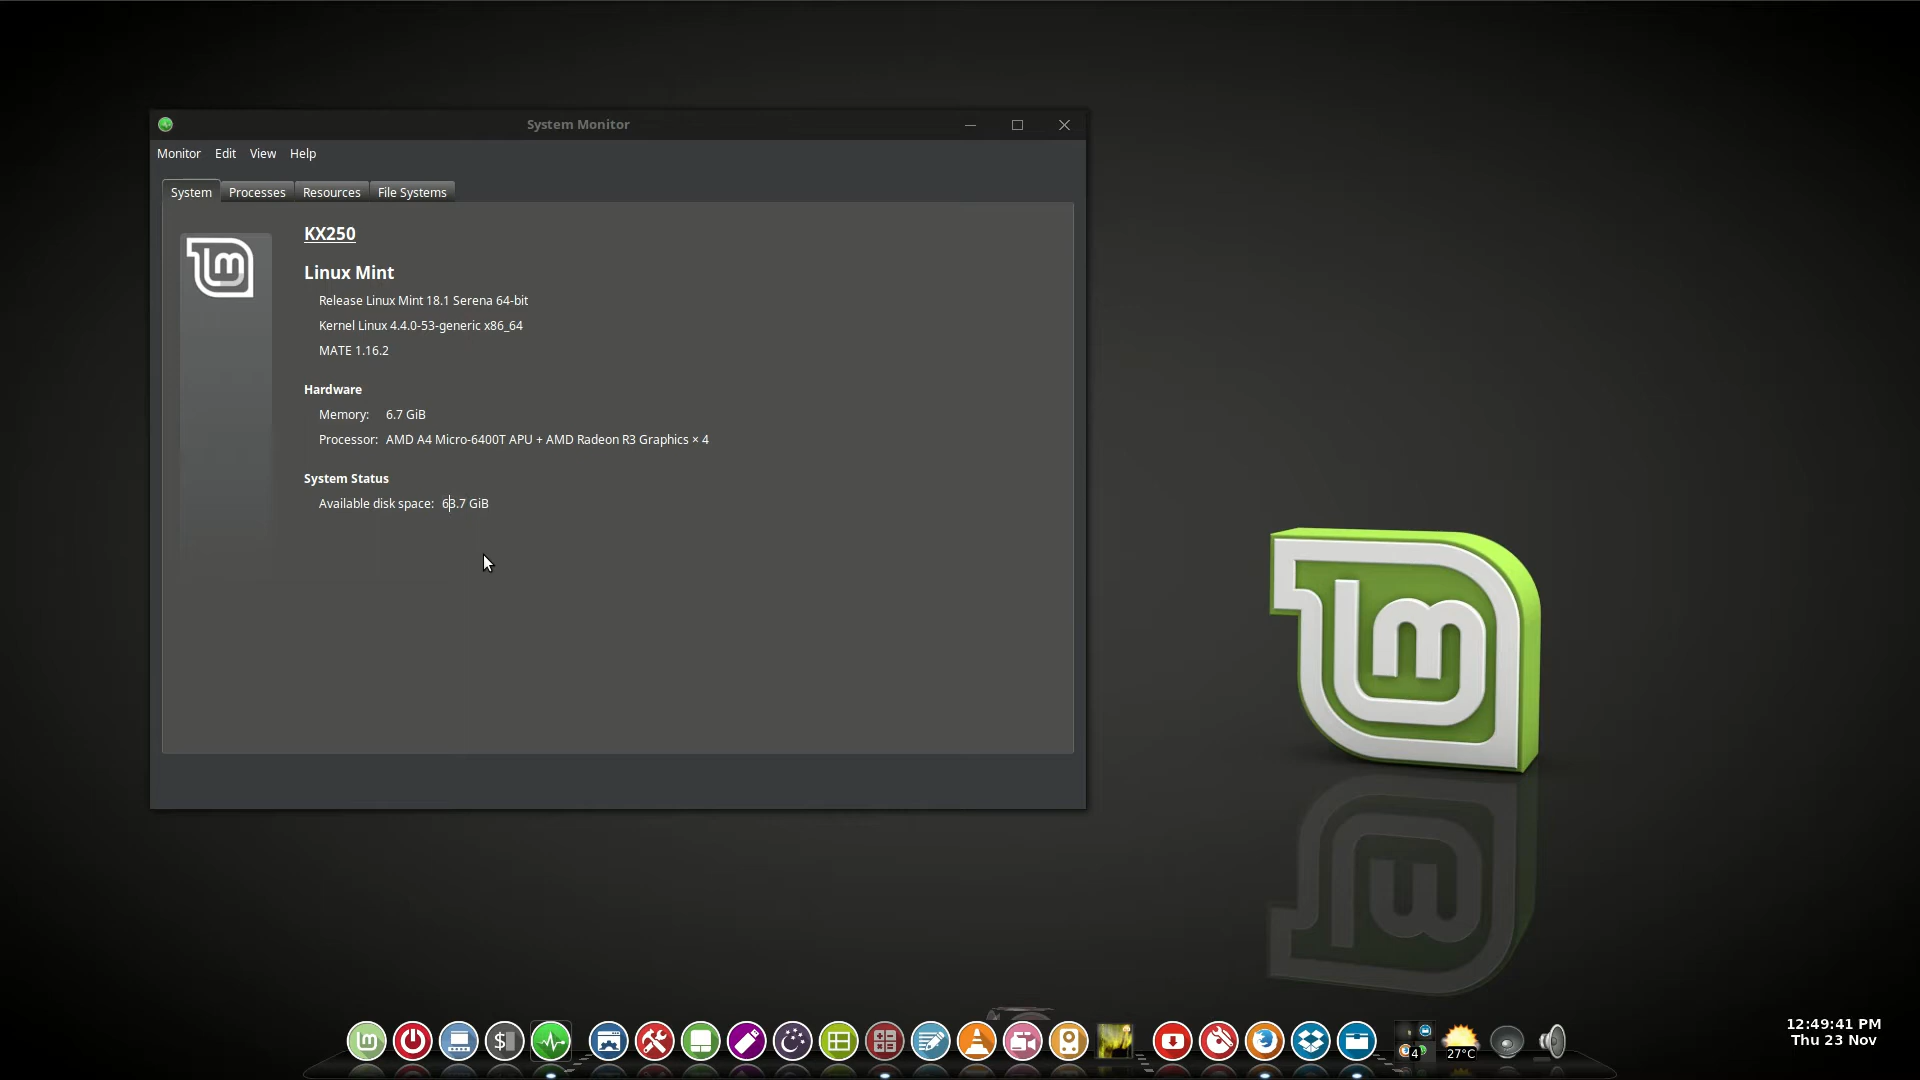 System Monitor
Monitor Edit View Help
System Processes Resources File Systems
KX250
Linux Mint
Release Linux Mint 18.1 Serena 64-bit
Kernel Linux 4.4.0-53-generic x86_64
MATE 1.16.2
Hardware
Memory: 6.7 GiB
Processor: AMD A4 Micro-6400T APU + AMD Radeon R3 Graphics × 4
System Status
Available disk space: 63.7 GiB
lm
4
27°C
12:49:41 PM
Thu 23 Nov